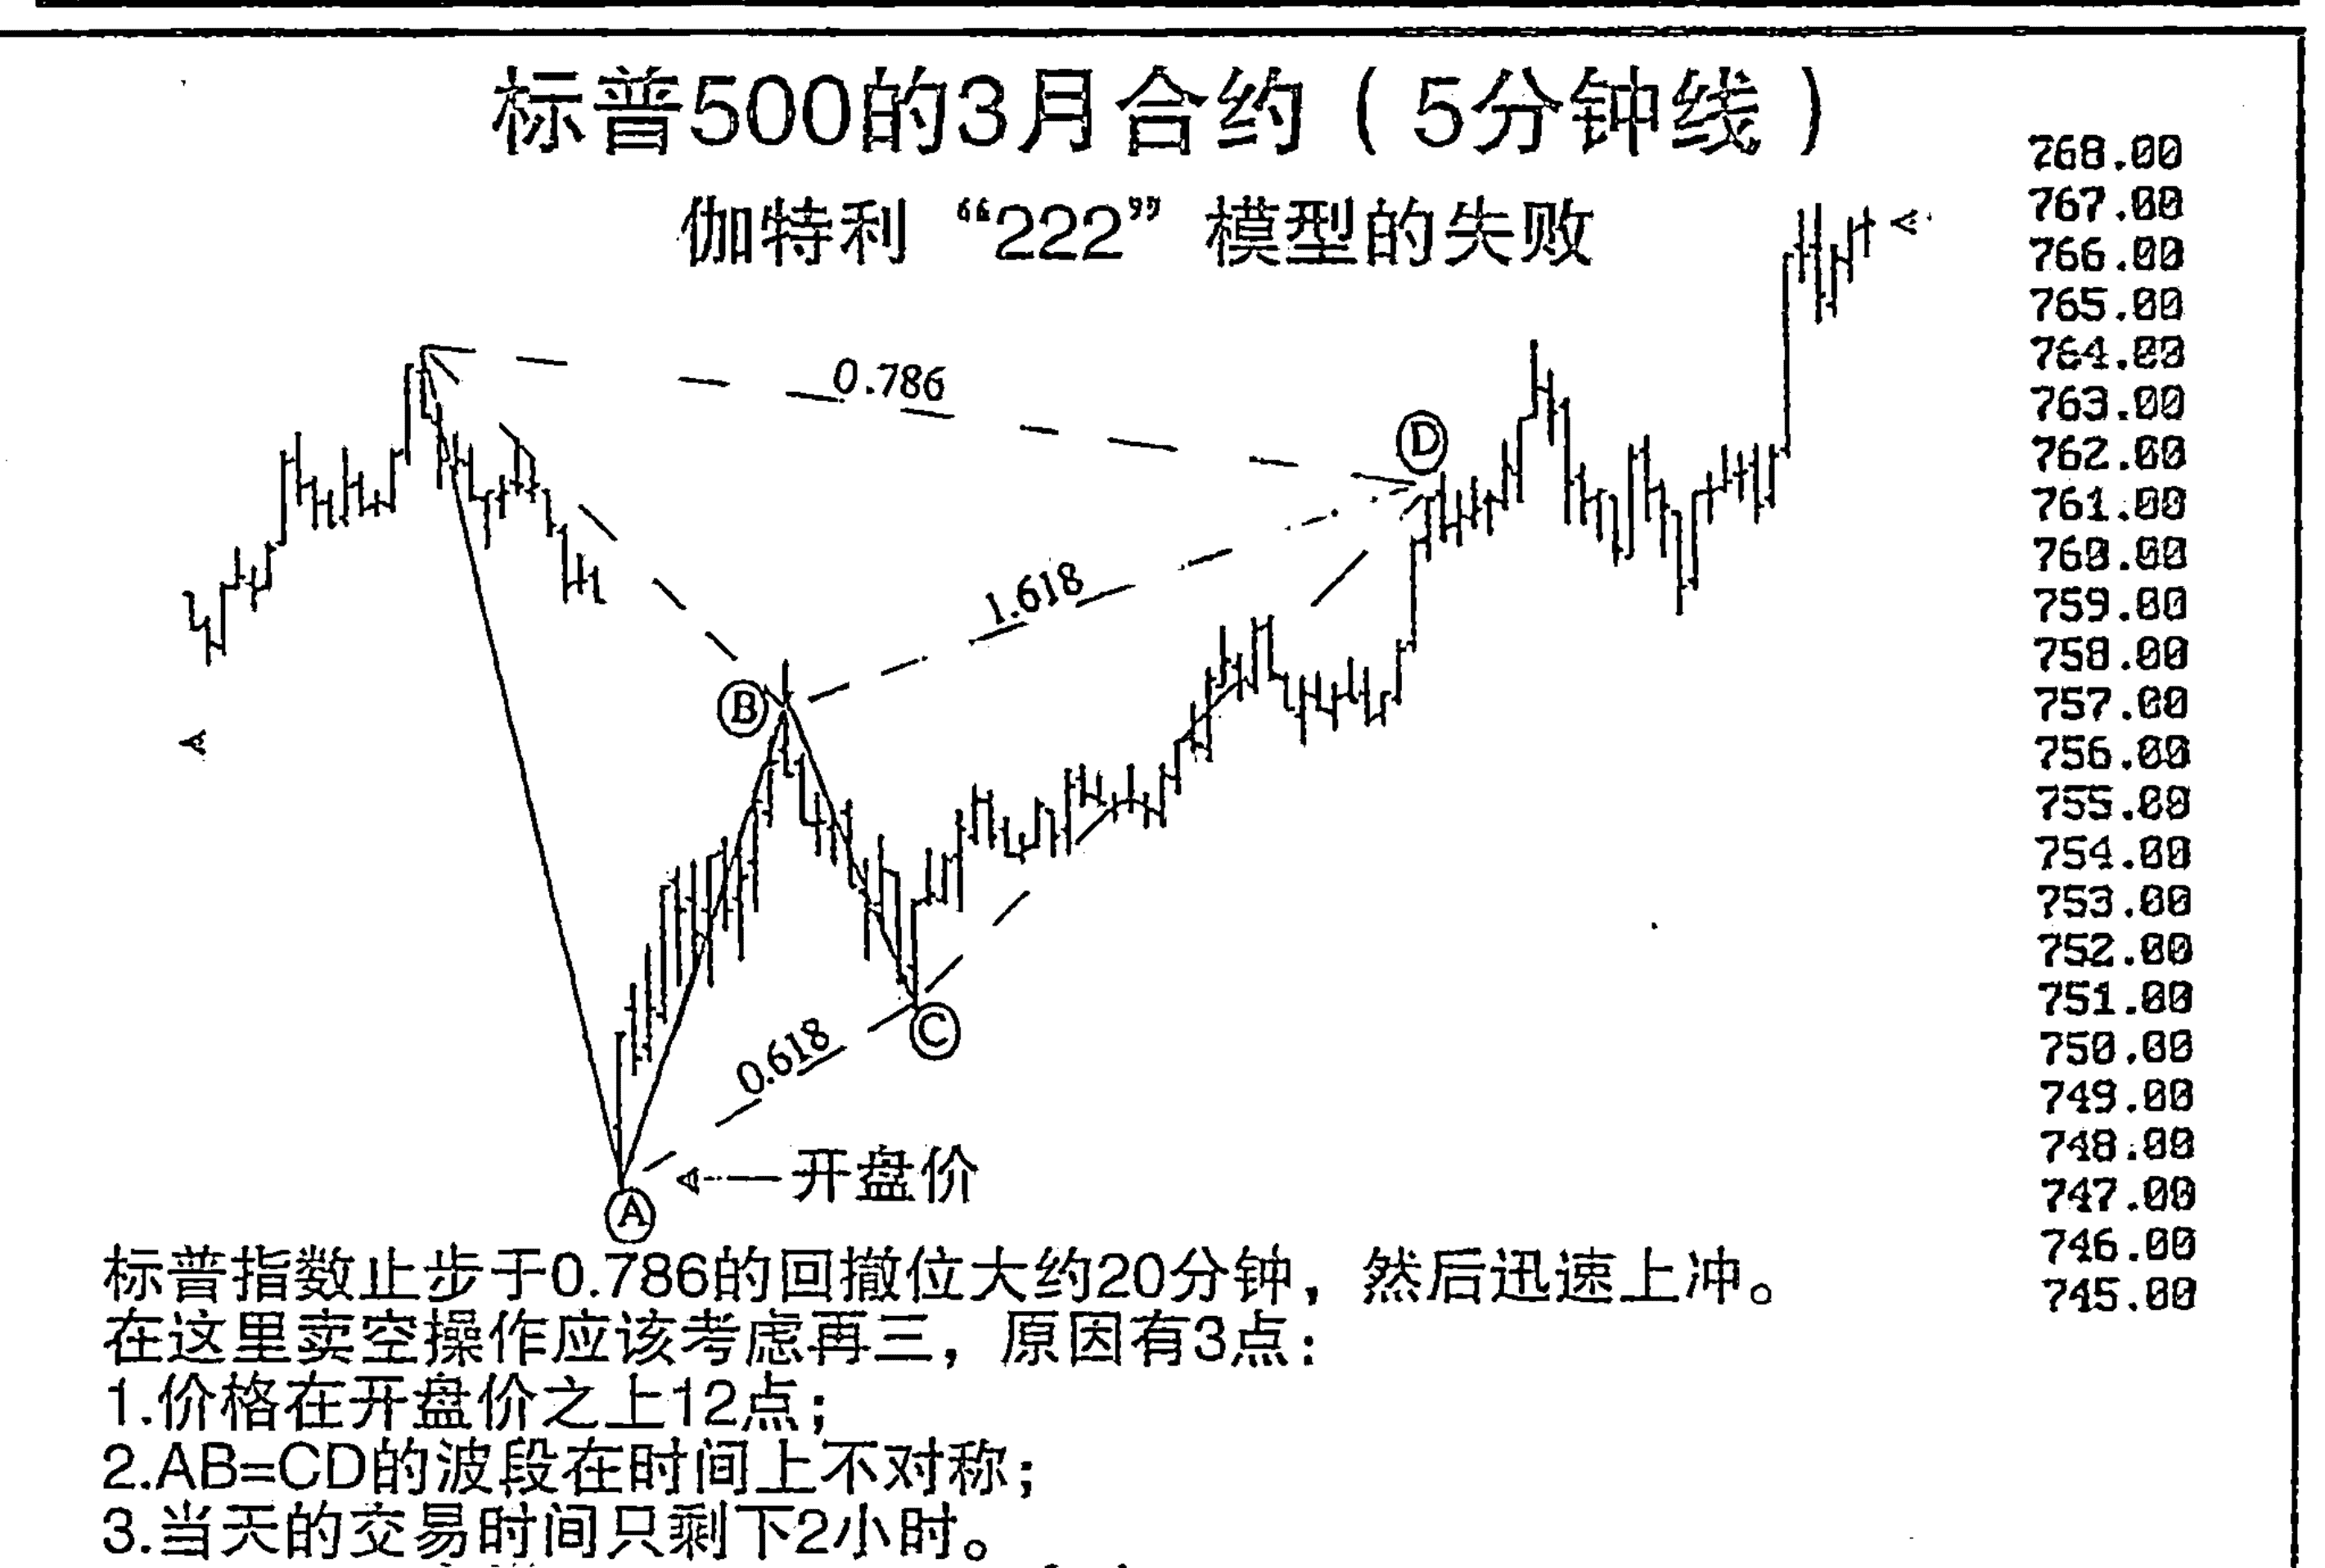 标普500的3月合约（5分钟线）
伽特利“222”模型的失败
768.00
767.00
766.00
765.00
764.00
763.00
762.00
761.00
760.00
759.00
758.00
757.00
756.00
755.00
754.00
753.00
752.00
751.00
750.00
749.00
748.00
747.00
746.00
745.00
0.786
D
1.618
B
C
0.618
开盘价
A
标普指数止步于0.786的回撤位大约20分钟，然后迅速上冲。
在这里卖空操作应该考虑再三，原因有3点：
1.价格在开盘价之上12点；
2.AB=CD的波段在时间上不对称；
3.当天的交易时间只剩下2小时。